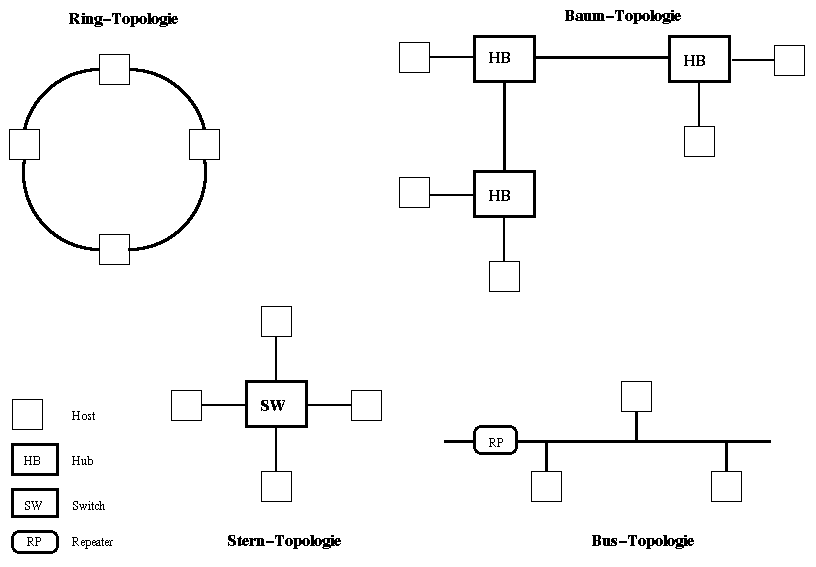 Ring-Topologie
Baum-Topologie
HB
HB
HB
SW
Host
HB
Hub
SW
Switch
RP
Repeater
RP
Stern-Topologie
Bus-Topologie